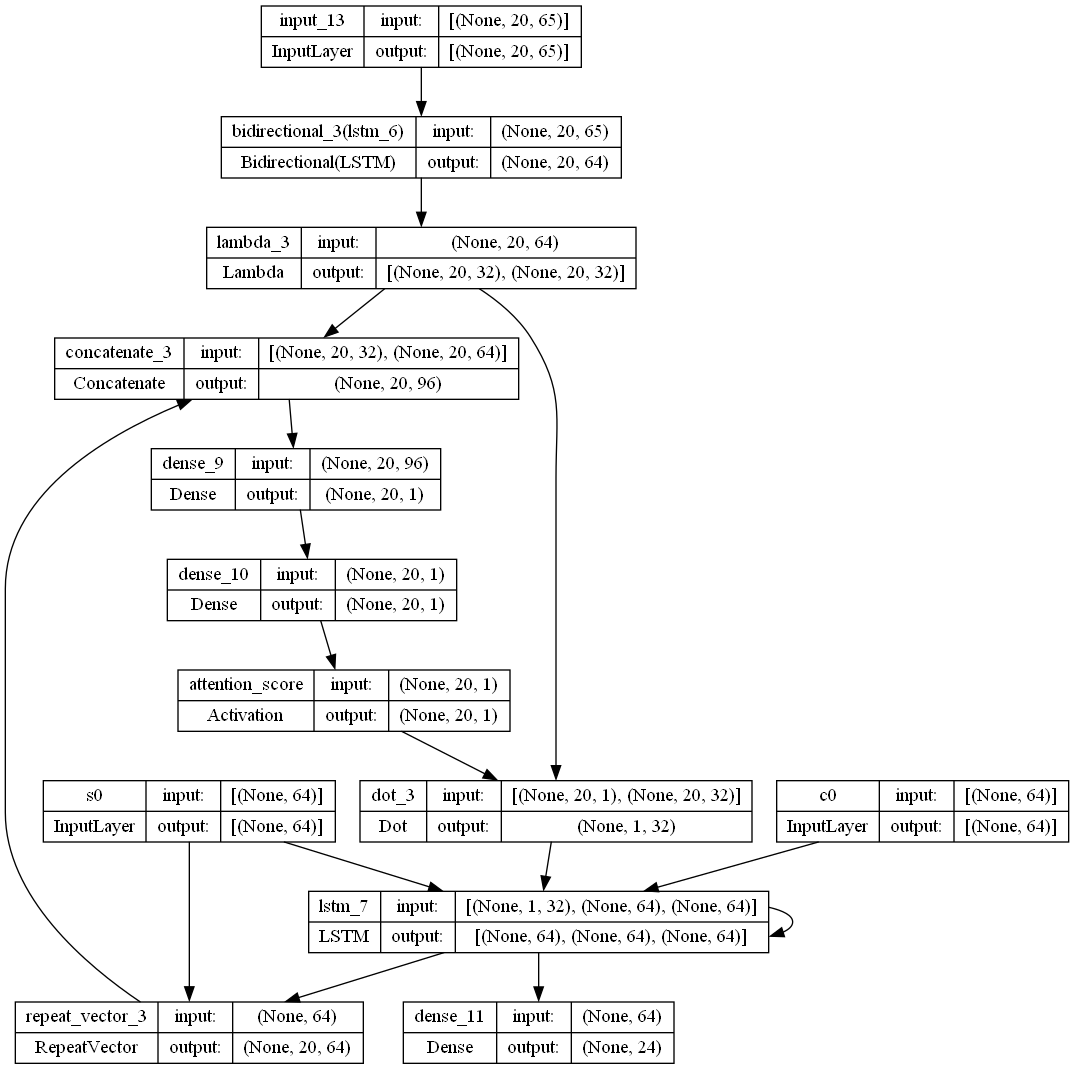 input_13 input: [(None, 20, 65)]
InputLayer output: [(None, 20, 65)]
bidirectional_3(lstm_6) input: (None, 20, 65)
Bidirectional(LSTM) output: (None, 20, 64)
lambda_3 input: (None, 20, 64)
Lambda output: [(None, 20, 32), (None, 20, 32)]
concatenate_3 input: [(None, 20, 32), (None, 20, 64)]
Concatenate output: (None, 20, 96)
dense_9 input: (None, 20, 96)
Dense output: (None, 20, 1)
dense_10 input: (None, 20, 1)
Dense output: (None, 20, 1)
attention_score input: (None, 20, 1)
Activation output: (None, 20, 1)
s0 input: [(None, 64)]
InputLayer output: [(None, 64)]
dot_3 input: [(None, 20, 1), (None, 20, 32)]
Dot output: (None, 1, 32)
c0 input: [(None, 64)]
InputLayer output: [(None, 64)]
lstm_7 input: [(None, 1, 32), (None, 64), (None, 64)]
LSTM output: [(None, 64), (None, 64), (None, 64)]
repeat_vector_3 input: (None, 64)
RepeatVector output: (None, 20, 64)
dense_11 input: (None, 64)
Dense output: (None, 24)